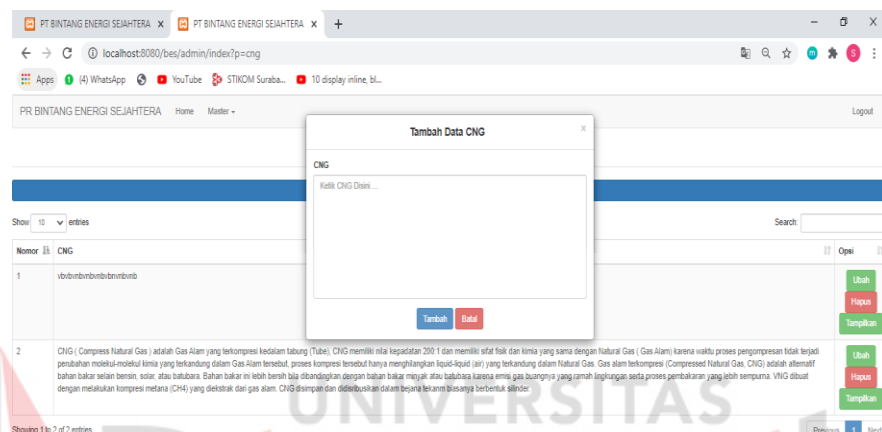 PT BINTANG ENERGI SEJAHTERA
PT BINTANG ENERGI SEJAHTERA
localhost:8080/bes/admin/index?p=cng
Apps (4) WhatsApp YouTube STIKOM Suraba... 10 display inline, bl...
PR BINTANG ENERGI SEJAHTERA Home Master Logout
Tambah Data CNG x
CNG
Ketik CNG Disini ...
Tambah Batal
Show 10 entries Search:
Nomor CNG Opsi
1
Ubah
Hapus
Tampilkan
2 CNG ( Compress Natural Gas ) adalah Gas Alam yang terkompresi kedalam tabung (Tube), CNG memiliki nilai kepadatan 200:1 dan memiliki sifat fisik dan kimia yang sama dengan Natural Gas ( Gas Alam) karena waktu proses pengompresan tidak terjadi
perubahan molekul-molekul kimia yang terkandung dalam Gas Alam tersebut, proses kompresi tersebut hanya menghilangkan liquid-liquid (air) yang terkandung dalam Natural Gas. Gas alam terkompresi (Compressed Natural Gas, CNG) adalah alternatif
bahan bakar selain bensin, solar, atau batubara. Bahan bakar ini lebih bersih bila dibandingkan dengan bahan bakar minyak atau batubara karena emisi gas buangnya yang ramah lingkungan serta proses pembakaran yang lebih sempurna. VNG dibuat
dengan melakukan kompresi metana (CH4) yang diekstrak dari gas alam. CNG disimpan dan didisribusikan dalam bejana tekanm biasanya berbentuk silinder.
Ubah
Hapus
Tampilkan
UNIVERSITAS
Showing 1 to 2 of 2 entries Previous 1 Next